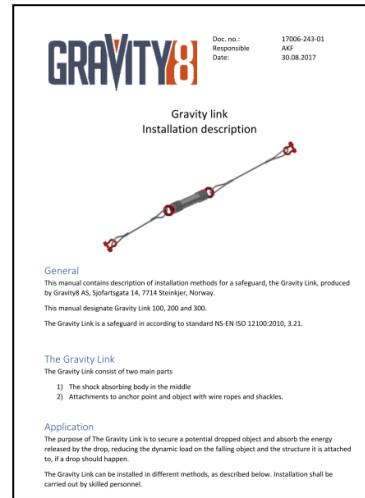 GRAVITY8
Doc. no.: 17006-243-01
Responsible AKF
Date: 30.08.2017
Gravity link
Installation description
General
This manual contains description of installation methods for a safeguard, the Gravity Link, produced
by Gravity8 AS, Sjofartsgata 14, 7714 Steinkjer, Norway.
This manual designate Gravity Link 100, 200 and 300.
The Gravity Link is a safeguard in according to standard NS-EN ISO 12100:2010, 3.21.
The Gravity Link
The Gravity Link consist of two main parts
1) The shock absorbing body in the middle
2) Attachments to anchor point and object with wire ropes and shackles.
Application
The purpose of The Gravity Link is to secure a potential dropped object and absorb the energy
released by the drop, reducing the dynamic load on the falling object and the structure it is attached
to, if a drop should happen.
The Gravity Link can be installed in different methods, as described below. Installation shall be
carried out by skilled personnel.